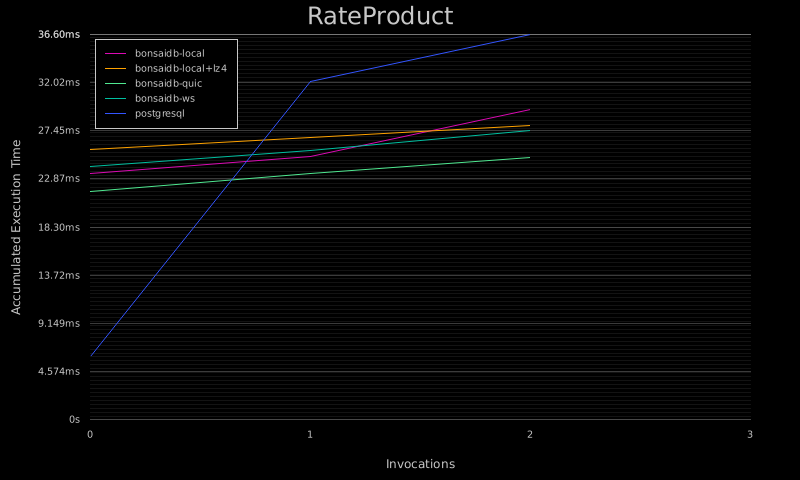 RateProduct
36.60ms
32.02ms
27.45ms
22.87ms
18.30ms
13.72ms
9.149ms
4.574ms
0s
bonsaidb-local
bonsaidb-local+lz4
bonsaidb-quic
bonsaidb-ws
postgresql
Accumulated Execution Time
0 1 2 3
Invocations